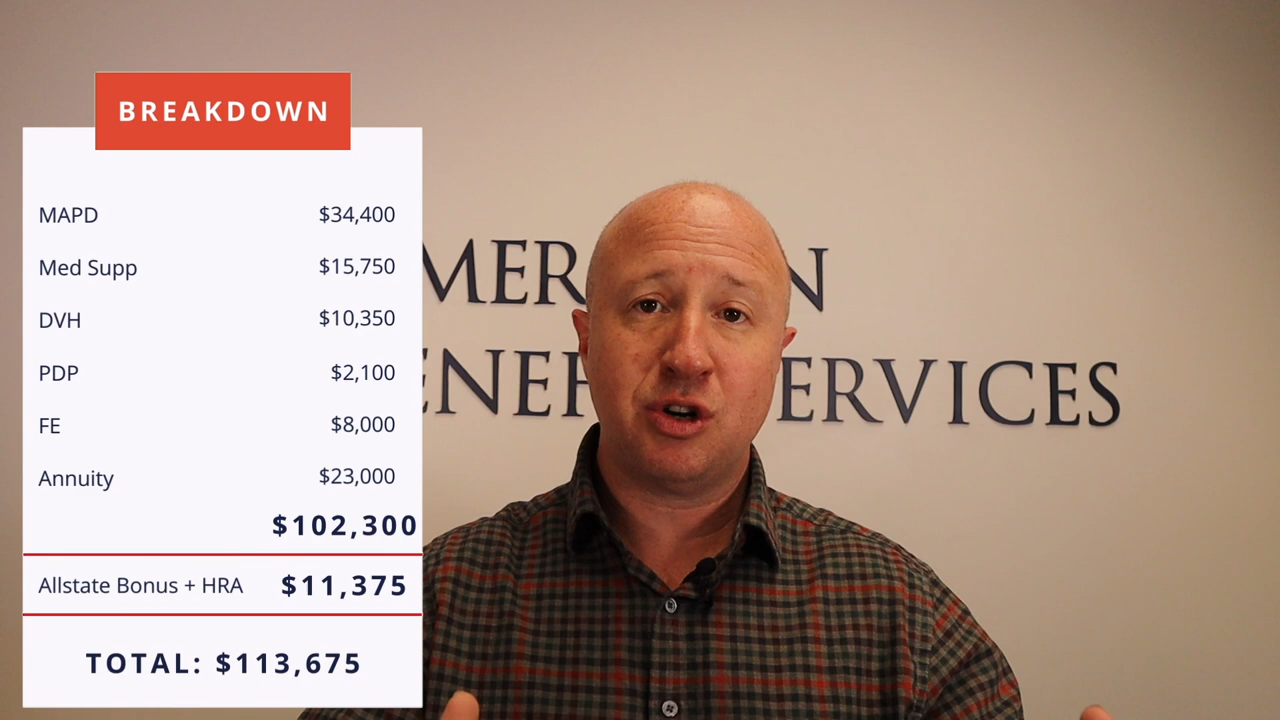 BREAKDOWN
MAPD $34,400
Med Supp $15,750
DVH $10,350
PDP $2,100
FE $8,000
Annuity $23,000
$102,300
Allstate Bonus + HRA $11,375
TOTAL: $113,675
SERVICES